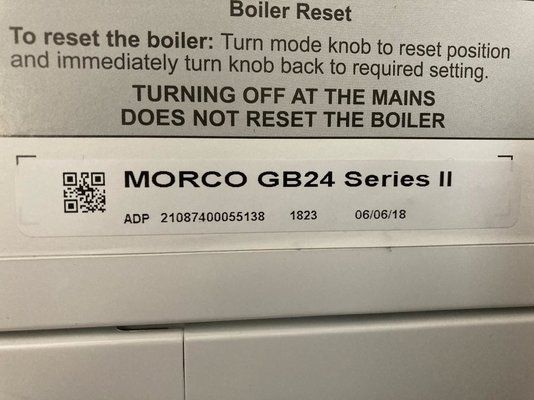 Boiler Reset
To reset the boiler: Turn mode knob to reset position
and immediately turn knob back to required setting.
TURNING OFF AT THE MAINS
DOES NOT RESET THE BOILER
MORCO GB24 Series II
ADP 21087400055138 1823 06/06/18